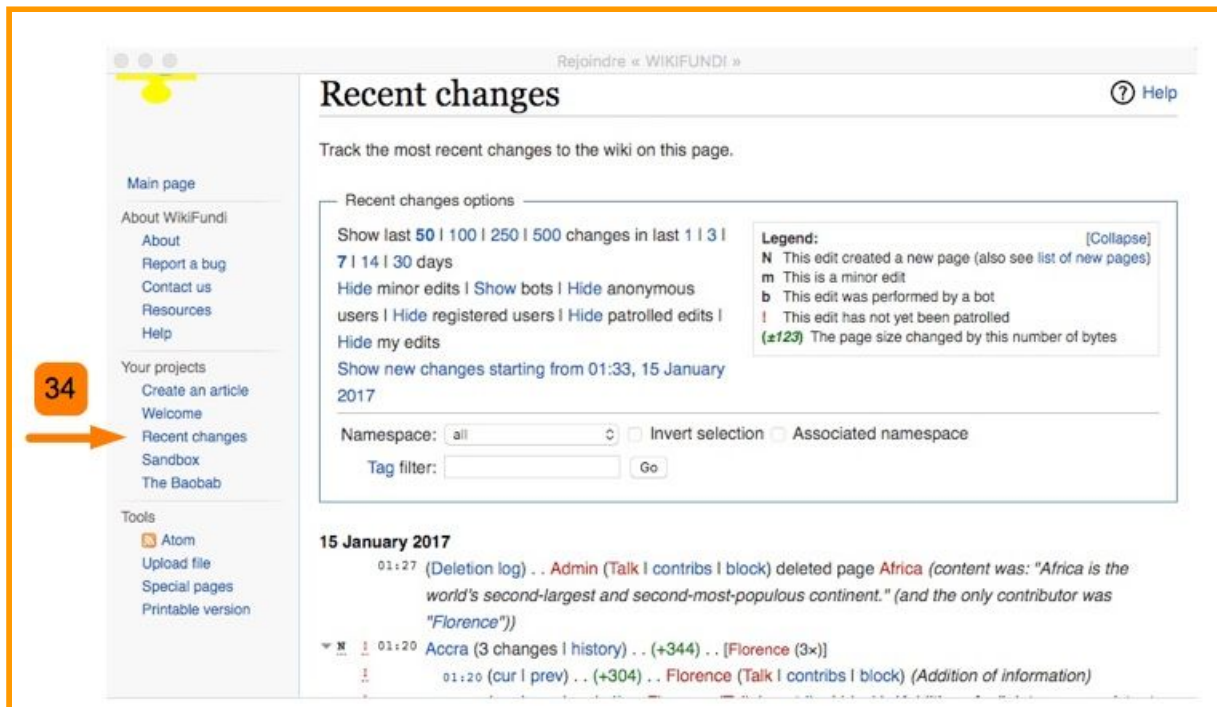 Rejoindre « WIKIFUNDI »
Recent changes
Help
Track the most recent changes to the wiki on this page.
Main page
About WikiFundi
About
Report a bug
Contact us
Resources
Help
Your projects
Create an article
Welcome
Recent changes
Sandbox
The Baobab
Tools
Atom
Upload file
Special pages
Printable version
34
Recent changes options
Show last 50 | 100 | 250 | 500 changes in last 1 | 3 |
7 | 14 | 30 days
Hide minor edits | Show bots | Hide anonymous
users | Hide registered users | Hide patrolled edits |
Hide my edits
Show new changes starting from 01:33, 15 January
2017
Legend: [Collapse]
N This edit created a new page (also see list of new pages)
m This is a minor edit
b This edit was performed by a bot
! This edit has not yet been patrolled
(±123) The page size changed by this number of bytes
Namespace: all Invert selection Associated namespace
Tag filter: Go
15 January 2017
01:27 (Deletion log) . . Admin (Talk | contribs | block) deleted page Africa (content was: "Africa is the
world's second-largest and second-most-populous continent." (and the only contributor was
"Florence"))
N ! 01:20 Accra (3 changes | history) . . (+344) . . [Florence (3×)]
! 01:20 (cur | prev) . . (+304) . . Florence (Talk | contribs | block) (Addition of information)